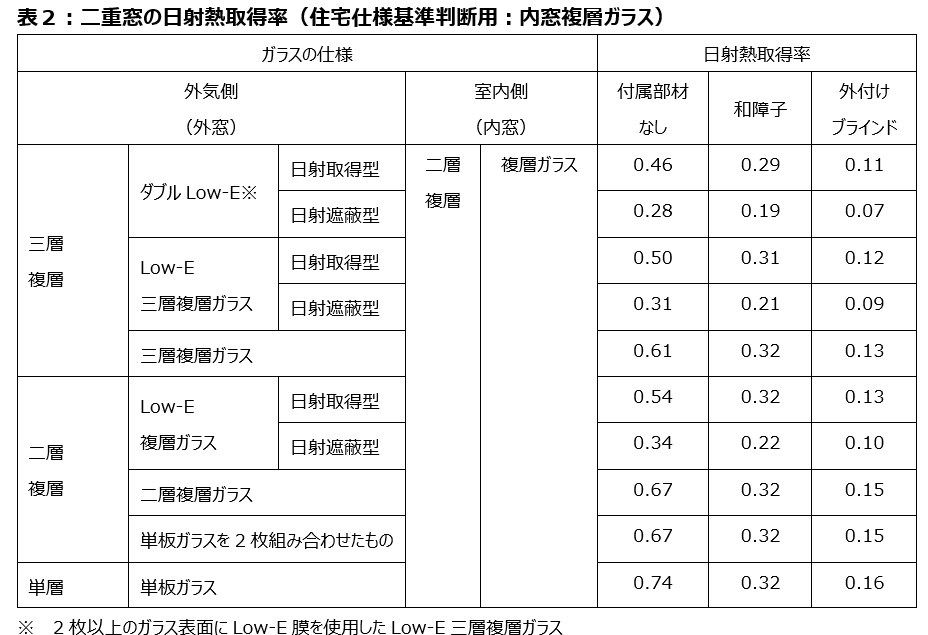 表２：二重窓の日射熱取得率（住宅仕様基準判断用：内窓複層ガラス）
ガラスの仕様 日射熱取得率
外気側
（外窓）
室内側
（内窓）
付属部材
なし
和障子
外付け
ブラインド
三層
複層
ダブル Low-E※
日射取得型
二層
複層
複層ガラス
0.46 0.29 0.11
日射遮蔽型 0.28 0.19 0.07
Low-E
三層複層ガラス
日射取得型 0.50 0.31 0.12
日射遮蔽型 0.31 0.21 0.09
三層複層ガラス 0.61 0.32 0.13
二層
複層
Low-E
複層ガラス
日射取得型 0.54 0.32 0.13
日射遮蔽型 0.34 0.22 0.10
二層複層ガラス 0.67 0.32 0.15
単板ガラスを２枚組み合わせたもの 0.67 0.32 0.15
単層 単板ガラス 0.74 0.32 0.16
※　２枚以上のガラス表面に Low-E 膜を使用した Low-E 三層複層ガラス